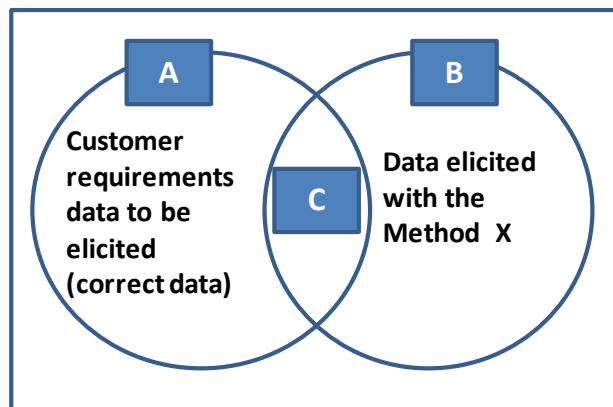 A
B
Customer
requirements
data to be
elicited
(correct data)
C
Data elicited
with the
Method X